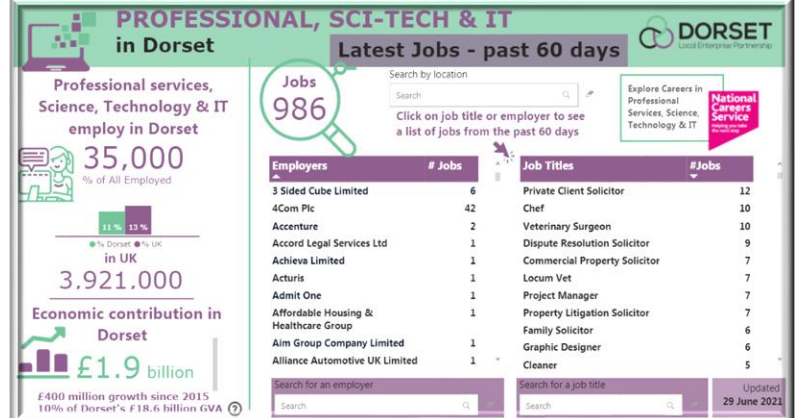 PROFESSIONAL, SCI-TECH & IT
in Dorset
Latest Jobs - past 60 days
DORSET
Local Enterprise Partnership
Professional services,
Science, Technology & IT
employ in Dorset
35,000
% of All Employed
11 % 13 %
% Dorset % UK
in UK
3,921,000
Economic contribution in
Dorset
£1.9 billion
£400 million growth since 2015
10% of Dorset's £18.6 billion GVA ?
Jobs
986
Search by location
Search
Click on job title or employer to see
a list of jobs from the past 60 days
Explore Careers in
Professional
Services, Science,
Technology & IT
National
Careers
Service
Helping you take
the next step
Employers # Jobs
3 Sided Cube Limited 6
4Com Plc 42
Accenture 2
Accord Legal Services Ltd 1
Achieva Limited 1
Acturis 1
Admit One 1
Affordable Housing & 1
Healthcare Group
Aim Group Company Limited 1
Alliance Automotive UK Limited 1
Search for an employer
Search
Job Titles #Jobs
Private Client Solicitor 12
Chef 10
Veterinary Surgeon 10
Dispute Resolution Solicitor 9
Commercial Property Solicitor 7
Locum Vet 7
Project Manager 7
Property Litigation Solicitor 7
Family Solicitor 6
Graphic Designer 6
Cleaner 5
Search for a job title
Search
Updated
29 June 2021